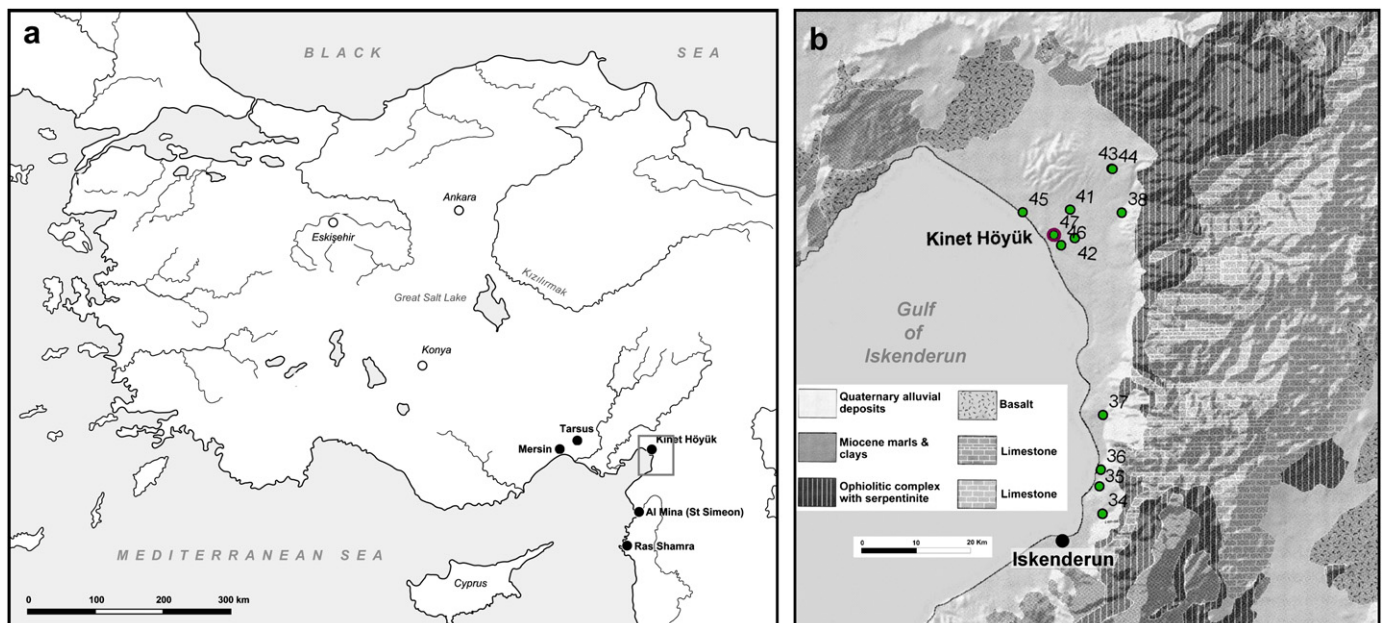 a
BLACK SEA
Ankara
Eskişehir
Kızılırmak
Great Salt Lake
Konya
Tarsus
Mersin
Kinet Höyük
Al Mina (St Simeon)
Ras Shamra
MEDITERRANEAN SEA
Cyprus
0 100 200 300 km
b
43 44
45
41
38
47
46
42
Kinet Höyük
Gulf
of
Iskenderun
Quaternary alluvial
deposits
Basalt
Miocene marls &
clays
Limestone
Ophiolitic complex
with serpentinite
Limestone
37
36
35
34
0 10 20 Km
Iskenderun